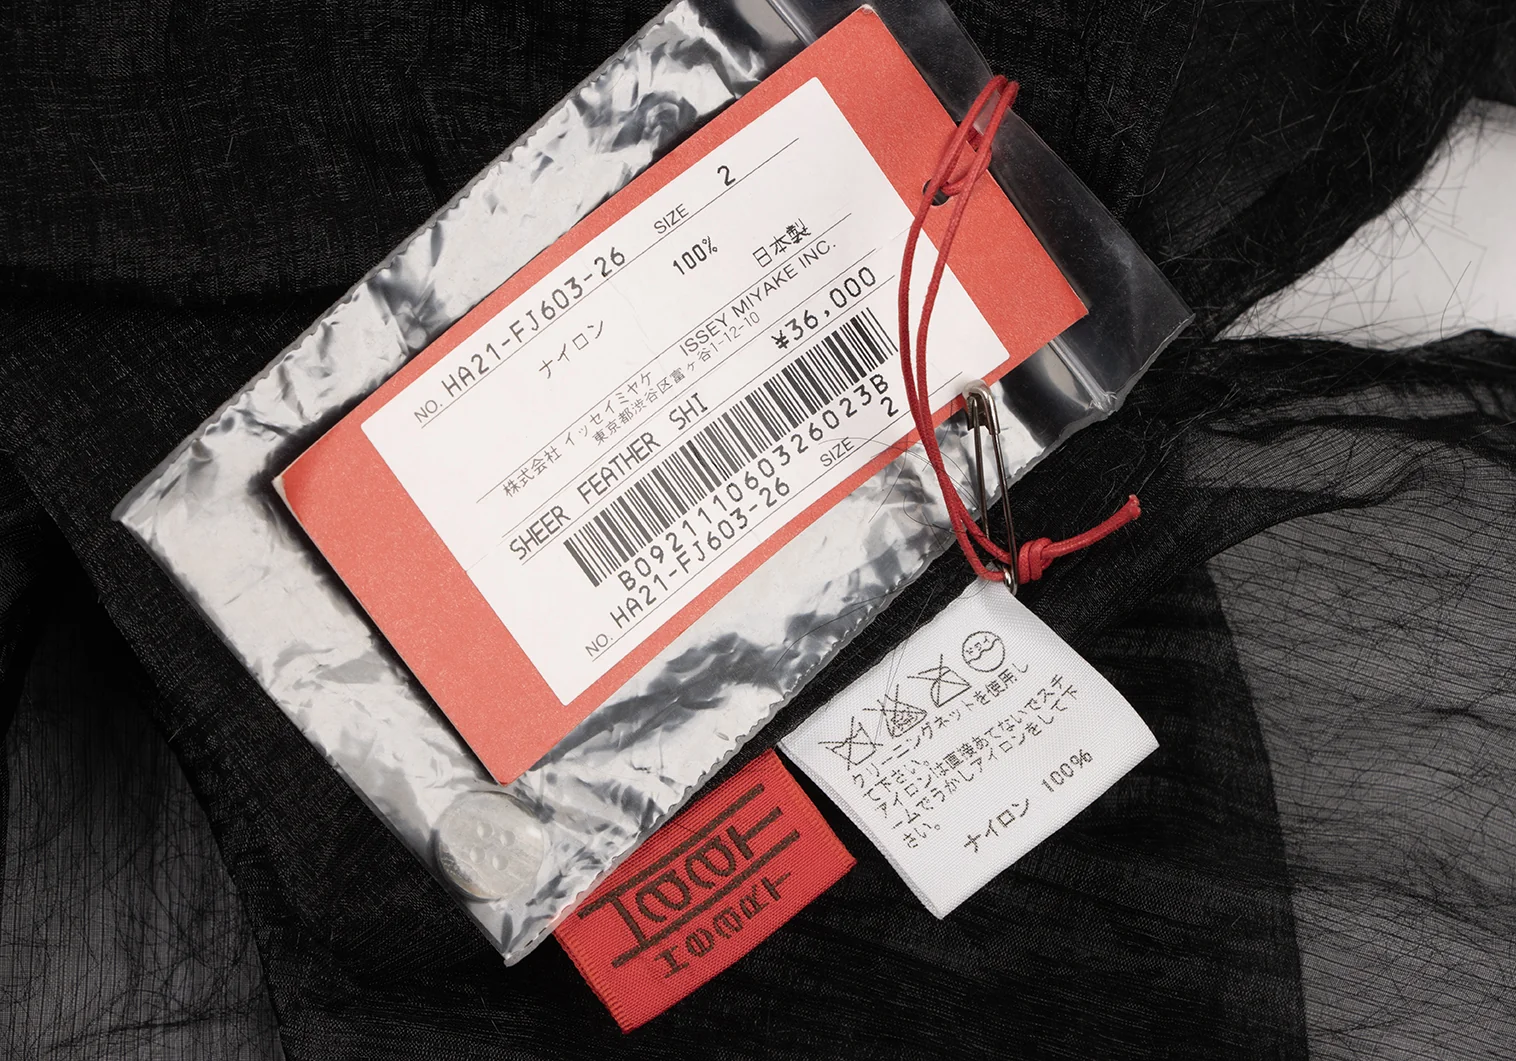 NO. HA21-FJ603-26 SIZE 2
ナイロン 100%
日本製
株式会社 イッセイミヤケ ISSEY MIYAKE INC.
東京都渋谷区富ヶ谷1-12-10
SHEER FEATHER SHI ¥36,000
B092111060326023B
NO. HA21-FJ603-26 SIZE 2
ドライ
クリーニングネットを使用し
て下さい。
アイロンは直接あてないでスチ
ームでうかしアイロンをして下
さい。
ナイロン 100%